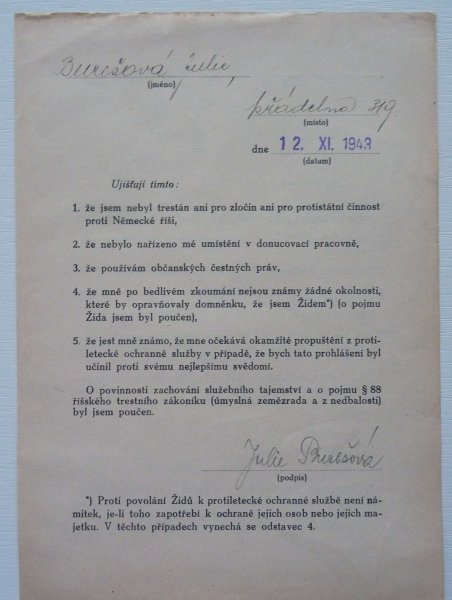 Burešová Julie,
(jméno)
přádelna 319.
(místo)
dne 12. XI. 1943
(datum)
Ujišťuji tímto:
1. že jsem nebyl trestán ani pro zločin ani pro protistátní činnost
proti Německé říši,
2. že nebylo nařízeno mé umístění v donucovací pracovně,
3. že používám občanských čestných práv,
4. že mně po bedlivém zkoumání nejsou známy žádné okolnosti,
které by opravňovaly domněnku, že jsem Židem*) (o pojmu
Žida jsem byl poučen),
5. že jest mně známo, že mne očekává okamžité propuštění z proti-
letecké ochranné služby v případě, že bych tato prohlášení byl
učinil proti svému nejlepšímu svědomí.
O povinnosti zachování služebního tajemství a o pojmu § 88
říšského trestního zákoníku (úmyslná zemězrada a z nedbalosti)
byl jsem poučen.
Julie Burešová
(podpis)
*) Proti povolání Židů k protiletecké ochranné službě není ná-
mitek, je-li toho zapotřebí k ochraně jejich osob nebo jejich ma-
jetku. V těchto případech vynechá se odstavec 4.